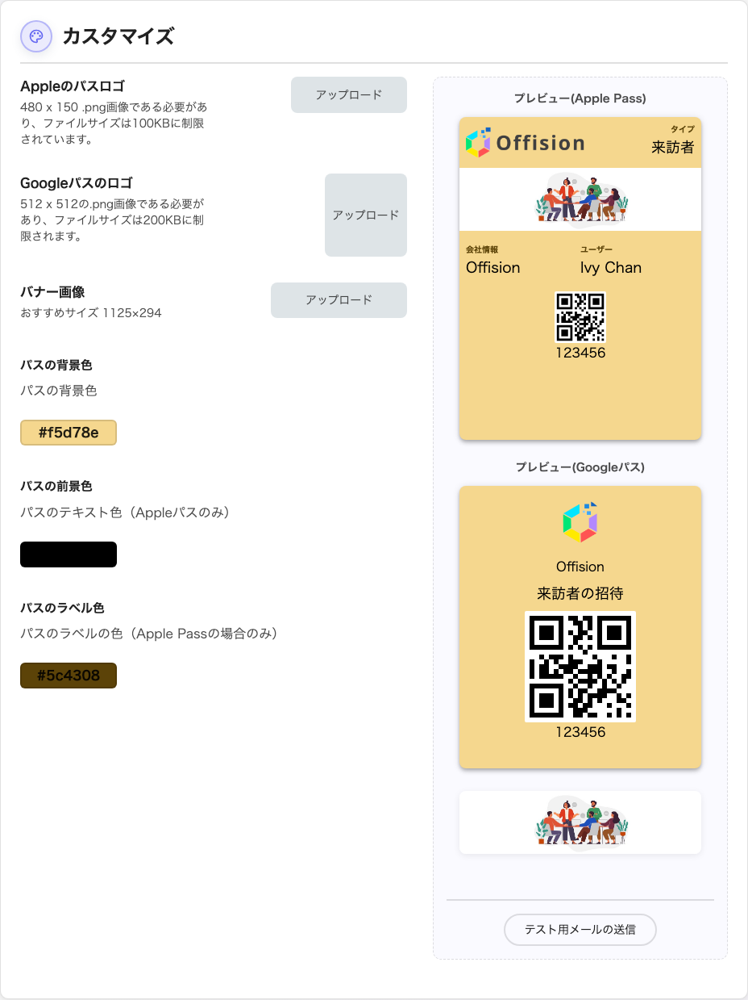 カスタマイズ
Appleのパスロゴ
480 x 150 .png画像である必要があ
り、ファイルサイズは100KBに制限
されています。
アップロード
Googleパスのロゴ
512 x 512の.png画像である必要が
あり、ファイルサイズは200KBに制
限されます。
アップロード
バナー画像
おすすめサイズ 1125×294
アップロード
パスの背景色
パスの背景色
#f5d78e
パスの前景色
パスのテキスト色（Appleパスのみ）
パスのラベル色
パスのラベルの色（Apple Passの場合のみ）
#5c4308
プレビュー(Apple Pass)
Offision
タイプ
来訪者
会社情報
ユーザー
Offision
Ivy Chan
123456
プレビュー(Googleパス)
Offision
来訪者の招待
123456
テスト用メールの送信